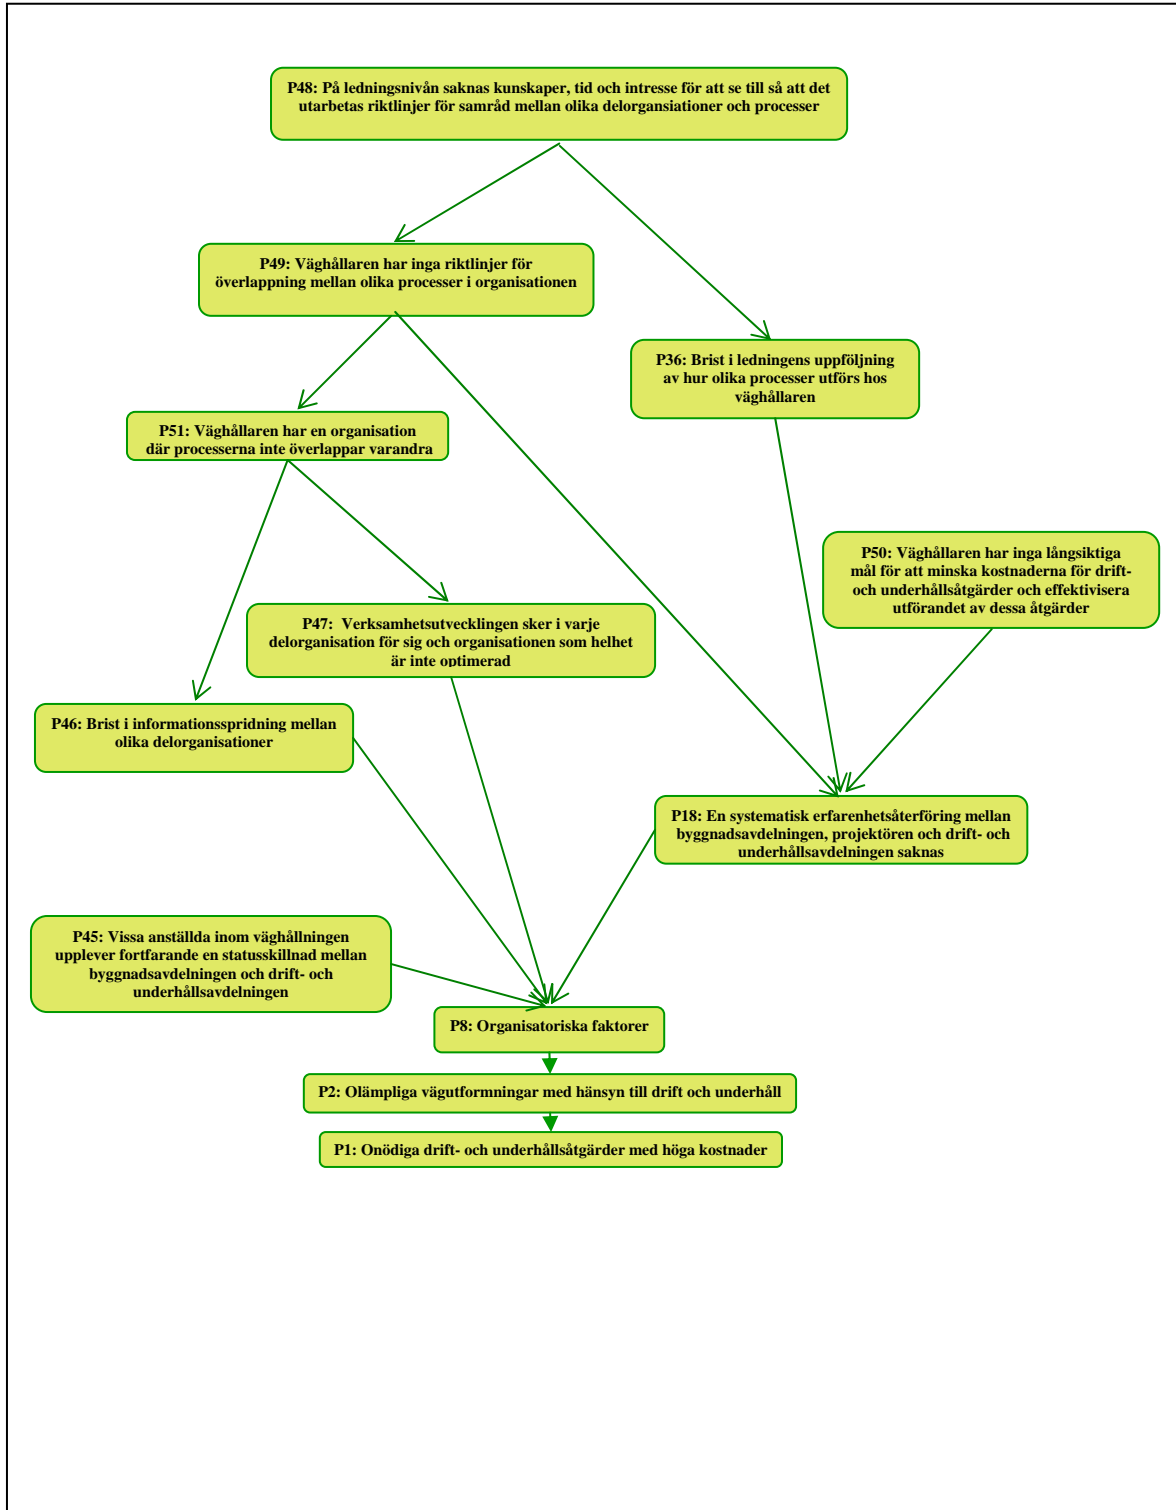 P48: På ledningsnivån saknas kunskaper, tid och intresse för att se till så att det
utarbetas riktlinjer för samråd mellan olika delorgansiationer och processer
P49: Väghållaren har inga riktlinjer för
överlappning mellan olika processer i organisationen
P36: Brist i ledningens uppföljning
av hur olika processer utförs hos
väghållaren
P51: Väghållaren har en organisation
där processerna inte överlappar varandra
P50: Väghållaren har inga långsiktiga
mål för att minska kostnaderna för drift-
och underhållsåtgärder och effektivisera
utförandet av dessa åtgärder
P47: Verksamhetsutvecklingen sker i varje
delorganisation för sig och organisationen som helhet
är inte optimerad
P46: Brist i informationsspridning mellan
olika delorganisationer
P18: En systematisk erfarenhetsåterföring mellan
byggnadsavdelningen, projektören och drift- och
underhållsavdelningen saknas
P45: Vissa anställda inom väghållningen
upplever fortfarande en statusskillnad mellan
byggnadsavdelningen och drift- och
underhållsavdelningen
P8: Organisatoriska faktorer
P2: Olämpliga vägutformningar med hänsyn till drift och underhåll
P1: Onödiga drift- och underhållsåtgärder med höga kostnader